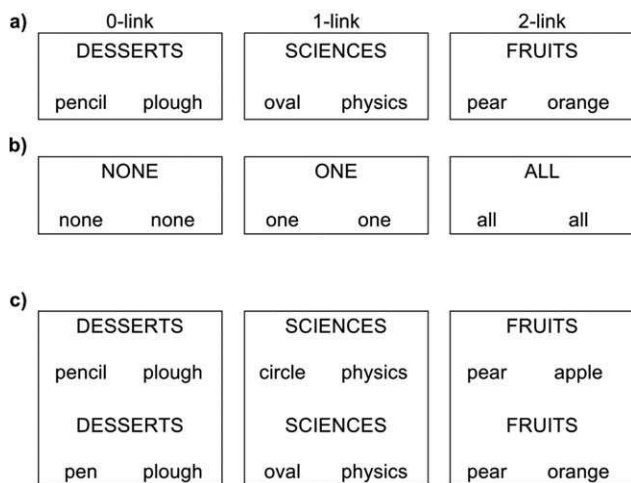 0-link 1-link 2-link
a)
DESSERTS SCIENCES FRUITS
pencil plough oval physics pear orange
b)
NONE ONE ALL
none none one one all all
c)
DESSERTS SCIENCES FRUITS
pencil plough circle physics pear apple
DESSERTS SCIENCES FRUITS
pen plough oval physics pear orange